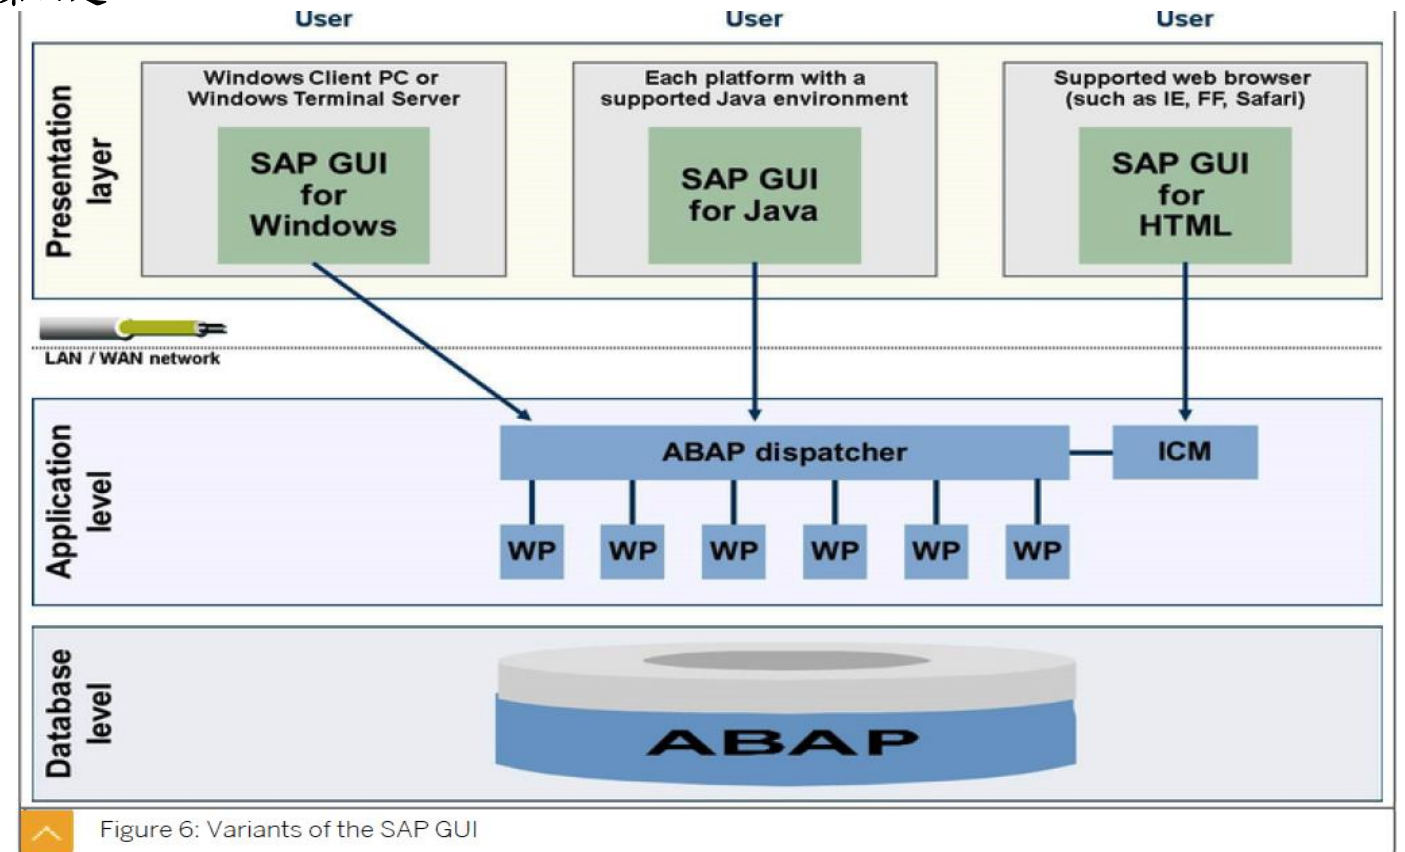 User
User
User
Presentation
layer
Windows Client PC or
Windows Terminal Server
SAP GUI
for
Windows
Each platform with a
supported Java environment
SAP GUI
for Java
Supported web browser
(such as IE, FF, Safari)
SAP GUI
for
HTML
LAN / WAN network
Application
level
ABAP dispatcher
ICM
WP
WP
WP
WP
WP
WP
Database
level
ABAP
Figure 6: Variants of the SAP GUI